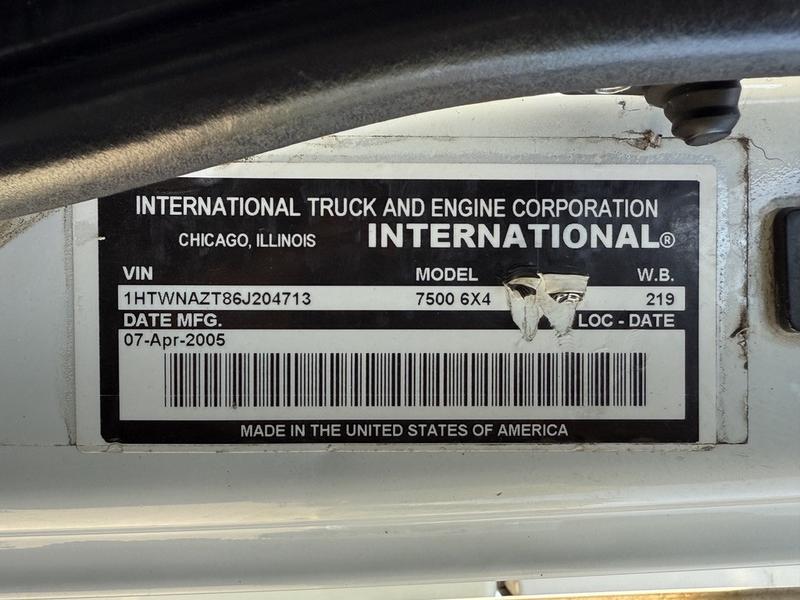 INTERNATIONAL TRUCK AND ENGINE CORPORATION
CHICAGO, ILLINOIS INTERNATIONAL®
VIN MODEL W.B.
1HTWNAZT86J204713 7500 6X4 219
DATE MFG. LOC - DATE
07-Apr-2005
MADE IN THE UNITED STATES OF AMERICA